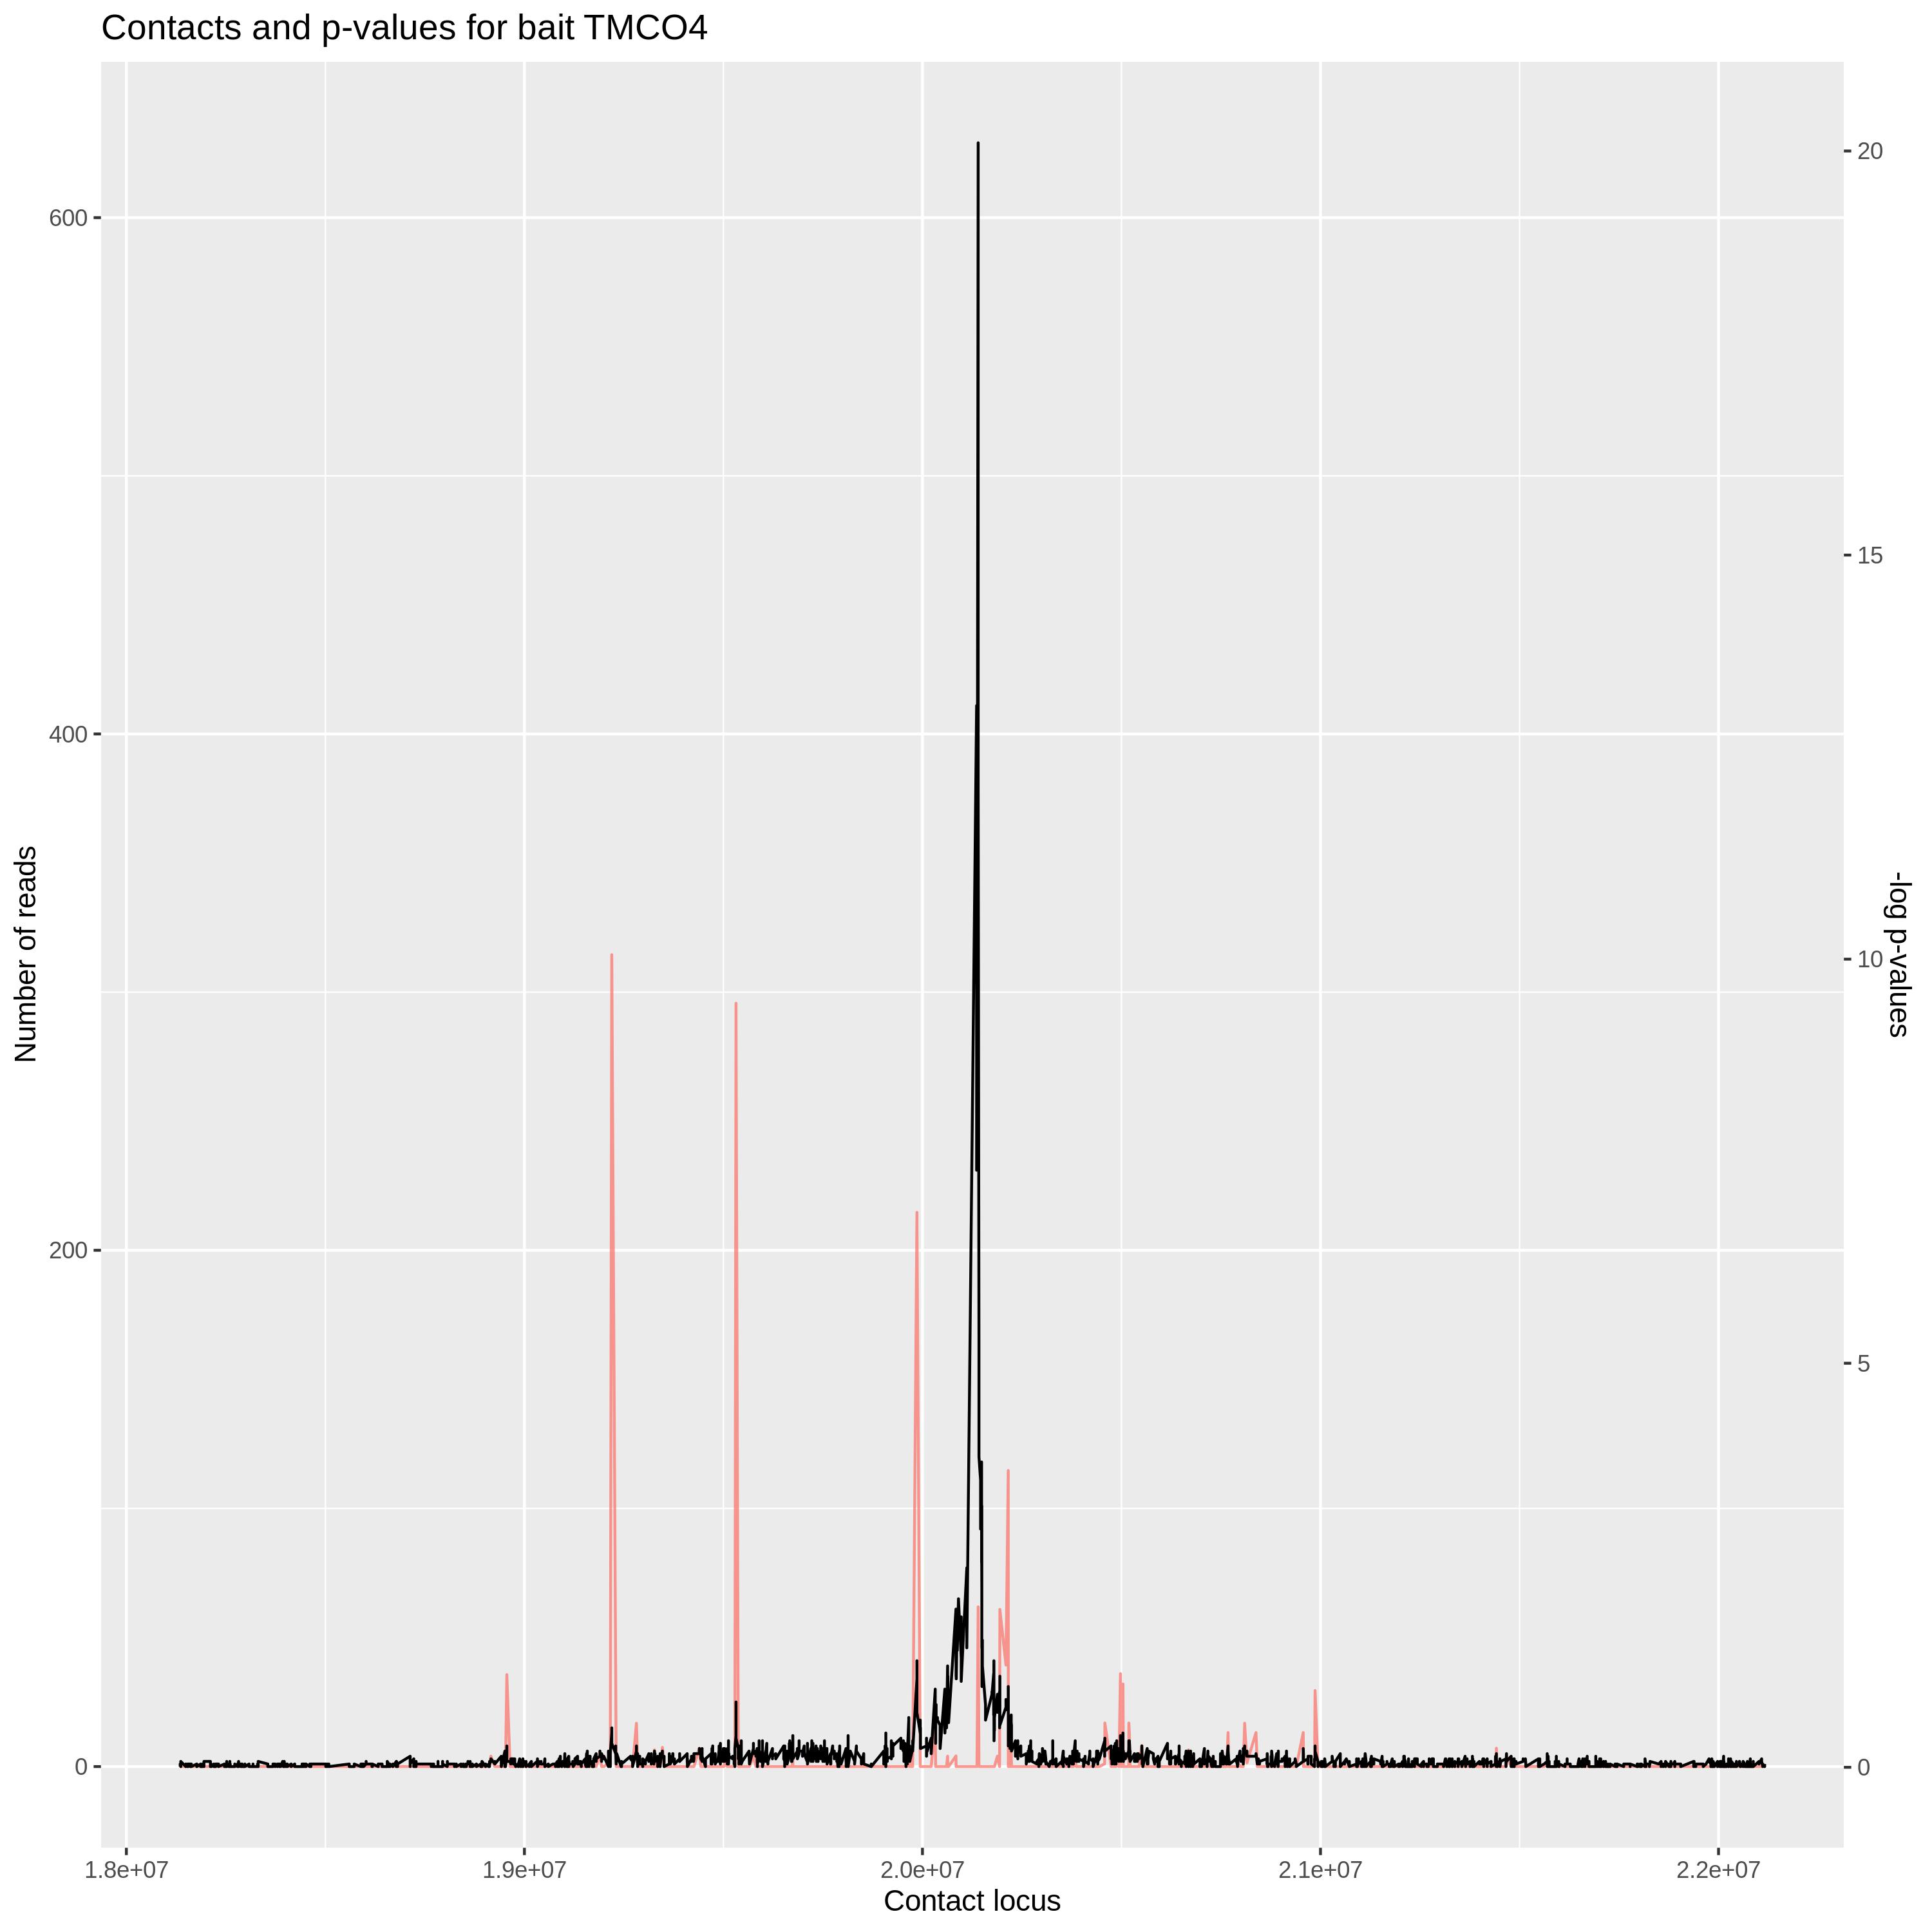 Contacts and p-values for bait TMCO4
Number of reads
600
400
200
0
20
15
10
5
0
-log p-values
1.8e+07
1.9e+07
2.0e+07
2.1e+07
2.2e+07
Contact locus